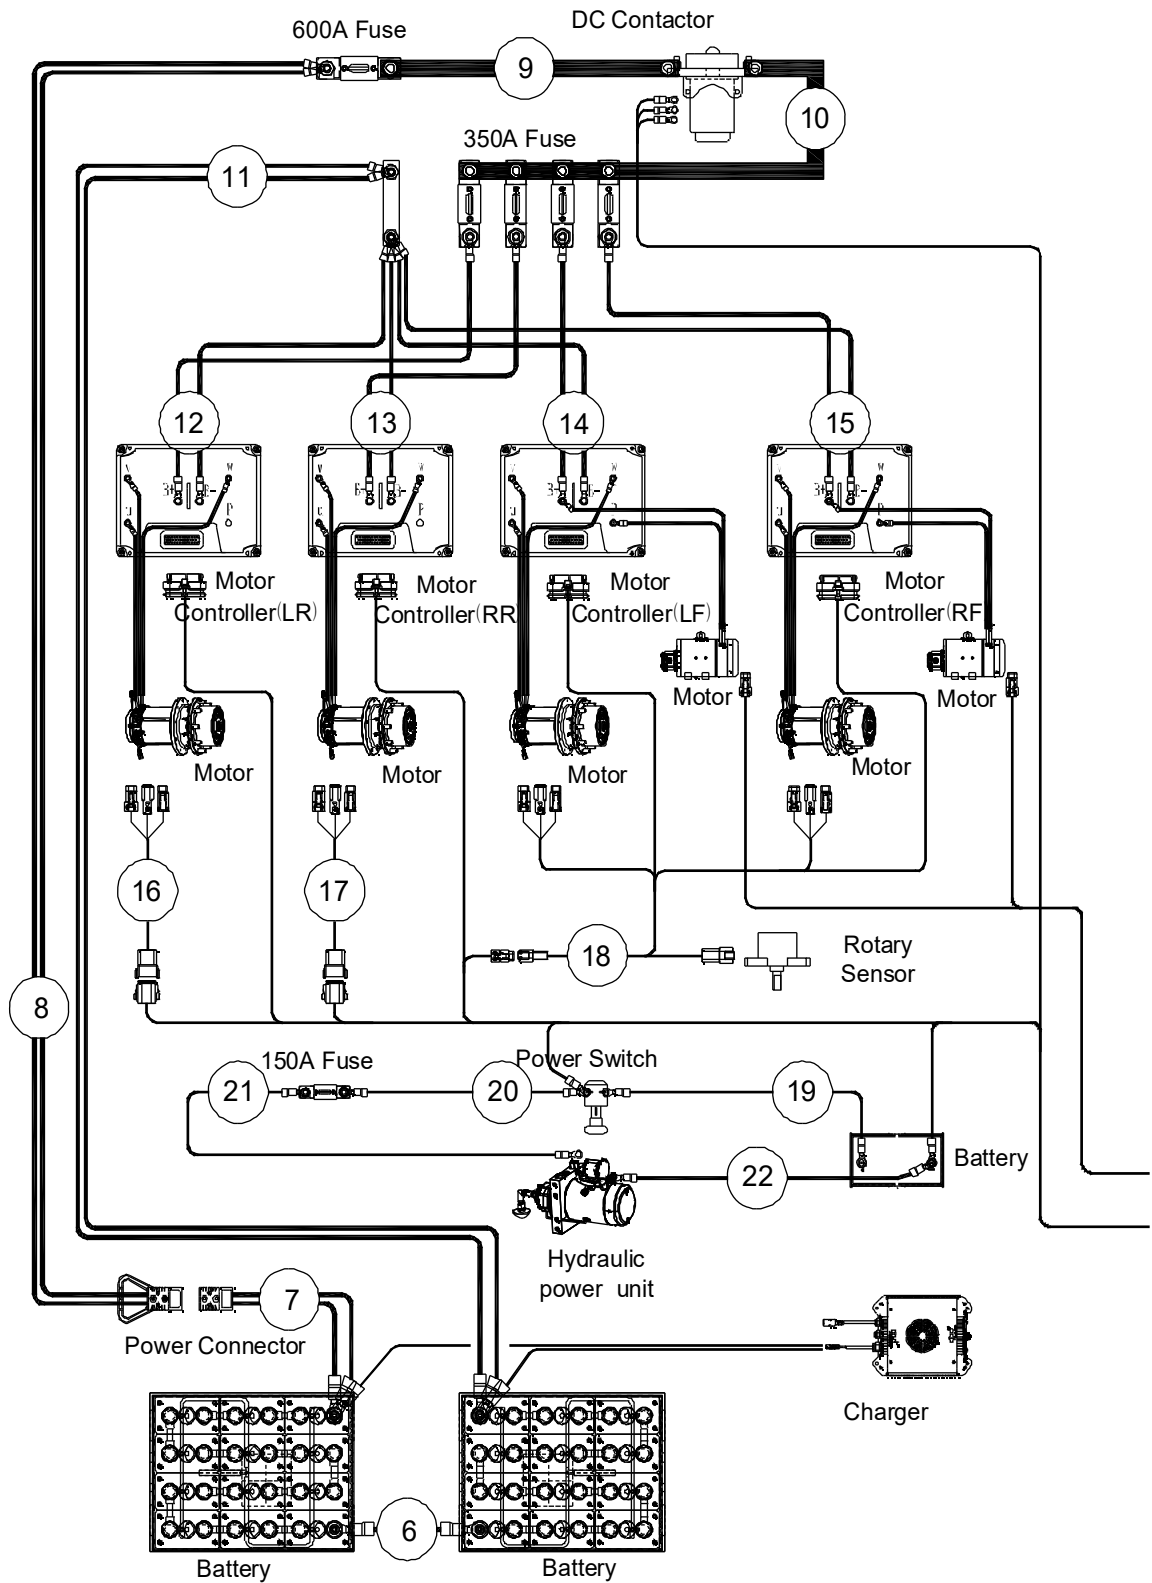 600A Fuse
DC Contactor
9
10
350A Fuse
11
12
13
14
15
V
W
B+
B-
U
P
V
W
B+
B-
U
P
V
W
B+
B-
U
V
W
B+
B-
U
P
Motor
Controller(LR)
Motor
Controller(RR
Motor
Controller(LF)
Motor
Controller(RF
Motor
Motor
Motor
Motor
Motor
Motor
16
17
18
Rotary
Sensor
8
150A Fuse
Power Switch
21
20
19
Battery
22
Hydraulic
power unit
7
Power Connector
Charger
6
Battery
Battery